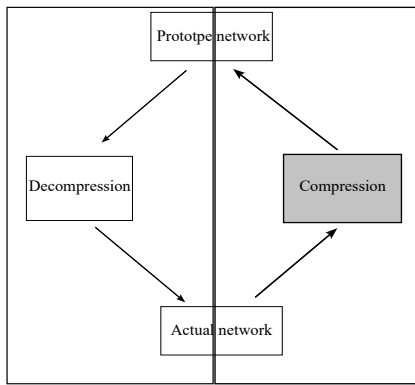 Prototpe network
Decompression
Compression
Actual network